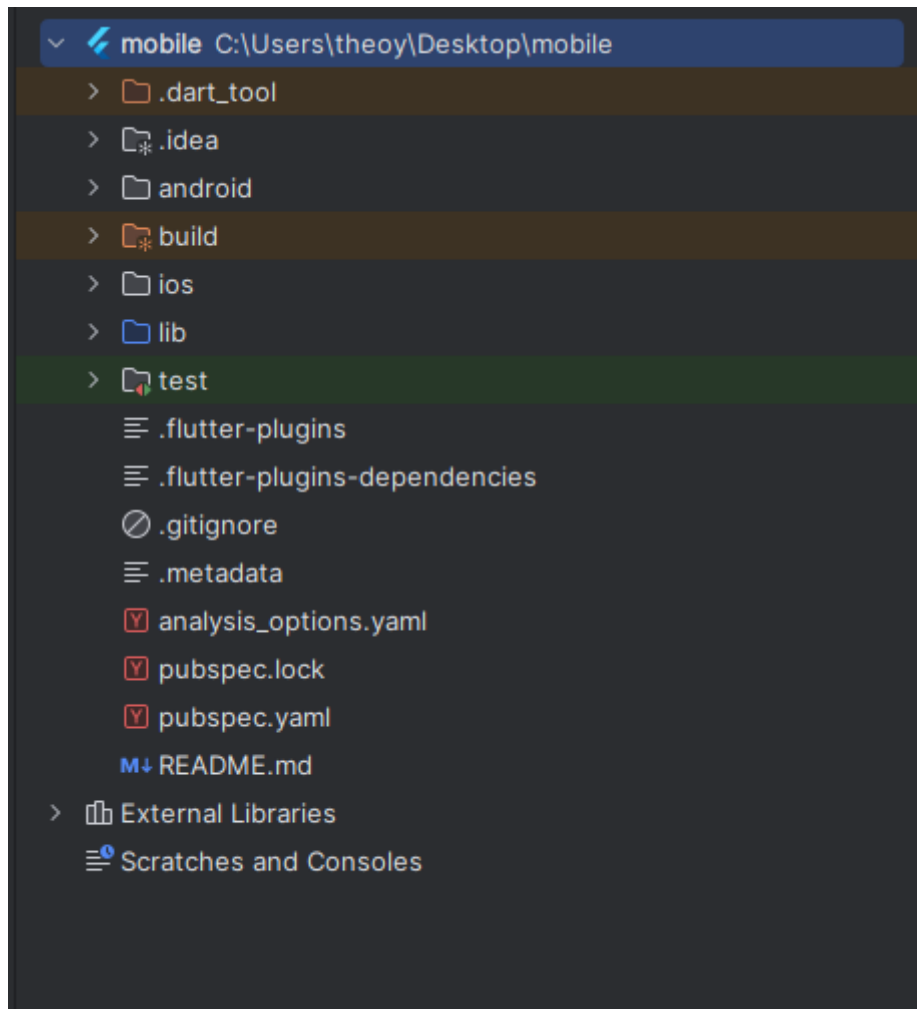 mobile C:\Users\theoy\Desktop\mobile
.dart_tool
.idea
android
build
ios
lib
test
.flutter-plugins
.flutter-plugins-dependencies
.gitignore
.metadata
analysis_options.yaml
pubspec.lock
pubspec.yaml
README.md
External Libraries
Scratches and Consoles